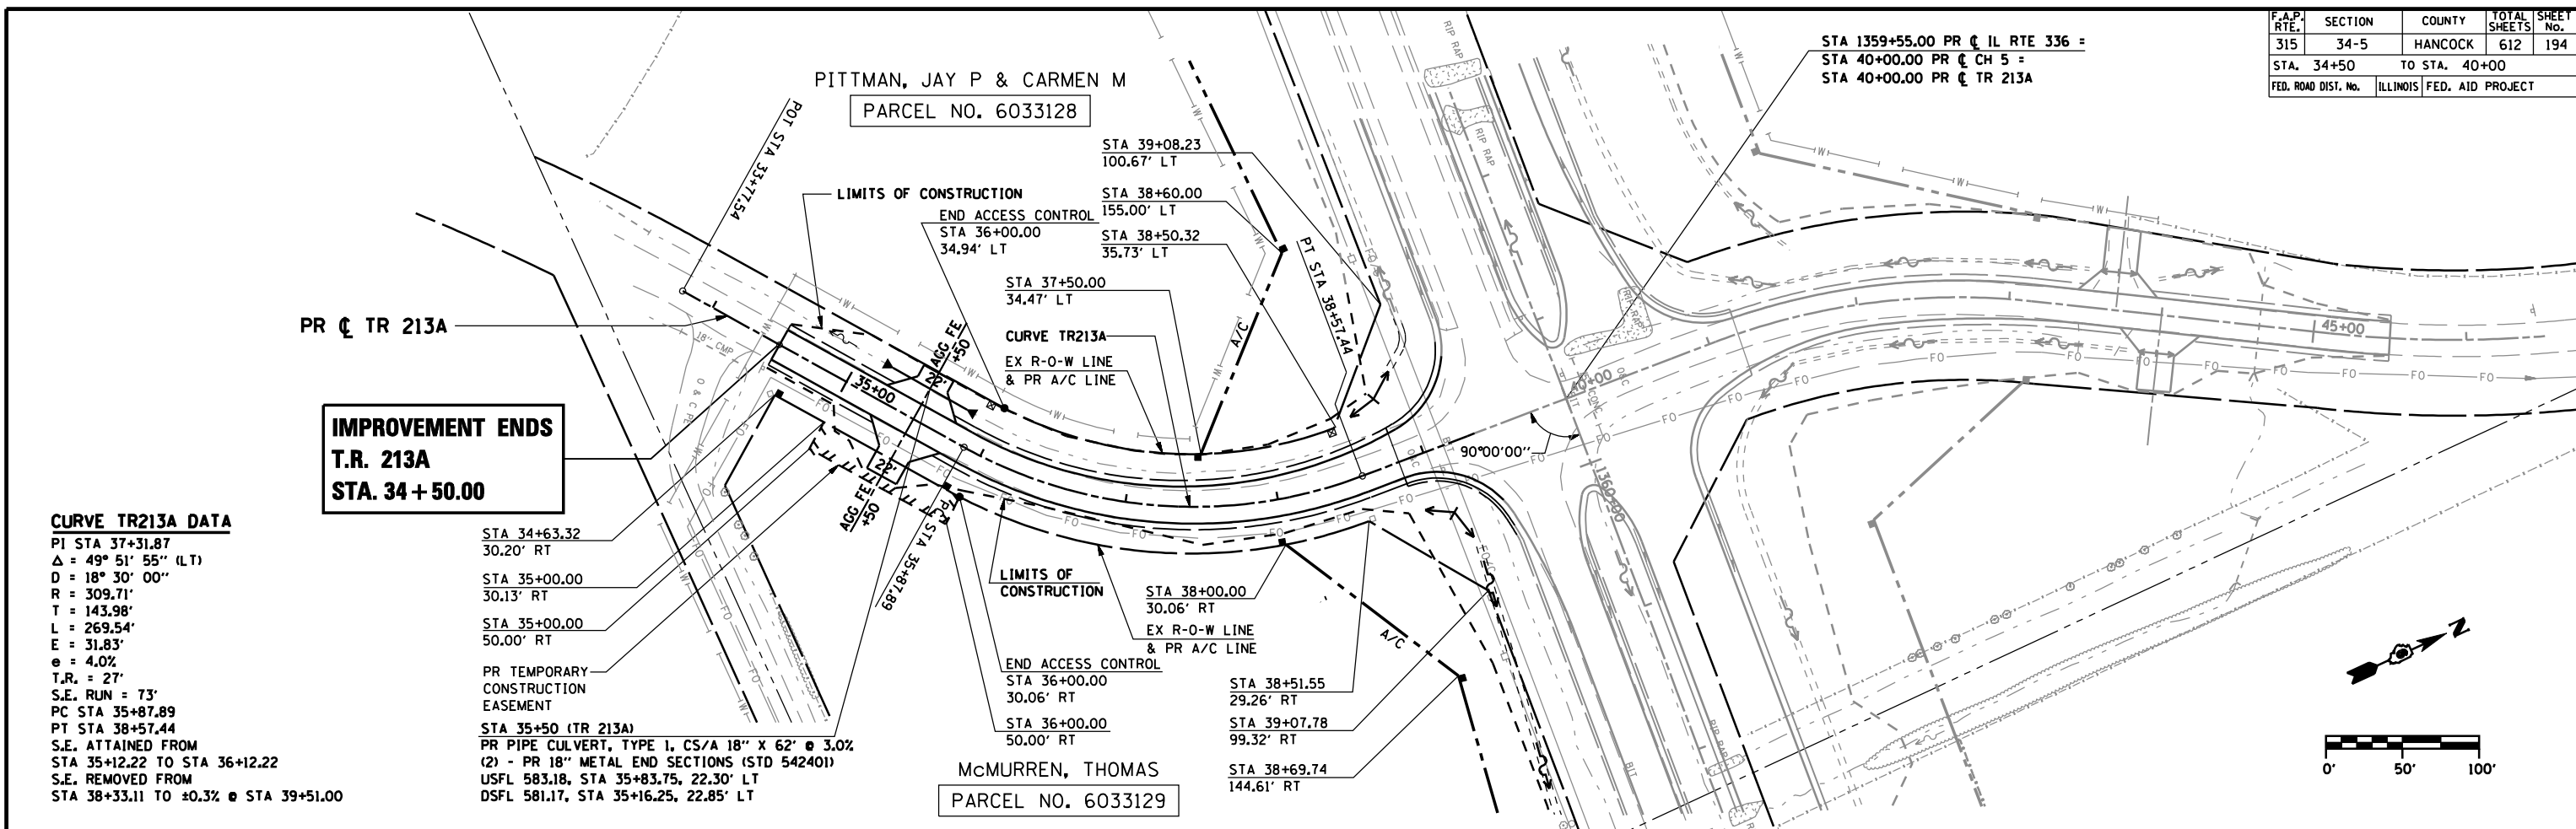 F.A.P. RTE. SECTION COUNTY TOTAL SHEETS SHEET No.
315 34-5 HANCOCK 612 194
STA. 34+50 TO STA. 40+00
FED. ROAD DIST. No. ILLINOIS FED. AID PROJECT
STA 1359+55.00 PR ℄ IL RTE 336 =
STA 40+00.00 PR ℄ CH 5 =
STA 40+00.00 PR ℄ TR 213A
PITTMAN, JAY P & CARMEN M
PARCEL NO. 6033128
POT STA 33+77.54
STA 39+08.23
100.67' LT
LIMITS OF CONSTRUCTION
STA 38+60.00
155.00' LT
END ACCESS CONTROL
STA 36+00.00
34.94' LT
STA 38+50.32
35.73' LT
PT STA 38+57.44
STA 37+50.00
34.47' LT
PR ℄ TR 213A
CURVE TR213A
EX R-O-W LINE
& PR A/C LINE
A/C
AGG FE
+50
22'
18" CMP
35+00
40+00
45+00
1360+00
90°00'00"
RIP RAP
RIP RAP
RIP RAP
RIP RAP
O&C
O&C
BIT
BIT
BIT
CONC
W
FO
IMPROVEMENT ENDS
T.R. 213A
STA. 34+50.00
22'
AGG FE
+50
PC STA 35+87.89
CURVE TR213A DATA
PI STA 37+31.87
Δ = 49° 51' 55" (LT)
D = 18° 30' 00"
R = 309.71'
T = 143.98'
L = 269.54'
E = 31.83'
e = 4.0%
T.R. = 27'
S.E. RUN = 73'
PC STA 35+87.89
PT STA 38+57.44
S.E. ATTAINED FROM
STA 35+12.22 TO STA 36+12.22
S.E. REMOVED FROM
STA 38+33.11 TO ±0.3% @ STA 39+51.00
STA 34+63.32
30.20' RT
STA 35+00.00
30.13' RT
STA 35+00.00
50.00' RT
PR TEMPORARY
CONSTRUCTION
EASEMENT
STA 35+50 (TR 213A)
PR PIPE CULVERT, TYPE 1, CS/A 18" X 62' @ 3.0%
(2) - PR 18" METAL END SECTIONS (STD 542401)
USFL 583.18, STA 35+83.75, 22.30' LT
DSFL 581.17, STA 35+16.25, 22.85' LT
LIMITS OF
CONSTRUCTION
STA 38+00.00
30.06' RT
EX R-O-W LINE
& PR A/C LINE
A/C
END ACCESS CONTROL
STA 36+00.00
30.06' RT
STA 36+00.00
50.00' RT
STA 38+51.55
29.26' RT
STA 39+07.78
99.32' RT
STA 38+69.74
144.61' RT
McMURREN, THOMAS
PARCEL NO. 6033129
N
0' 50' 100'